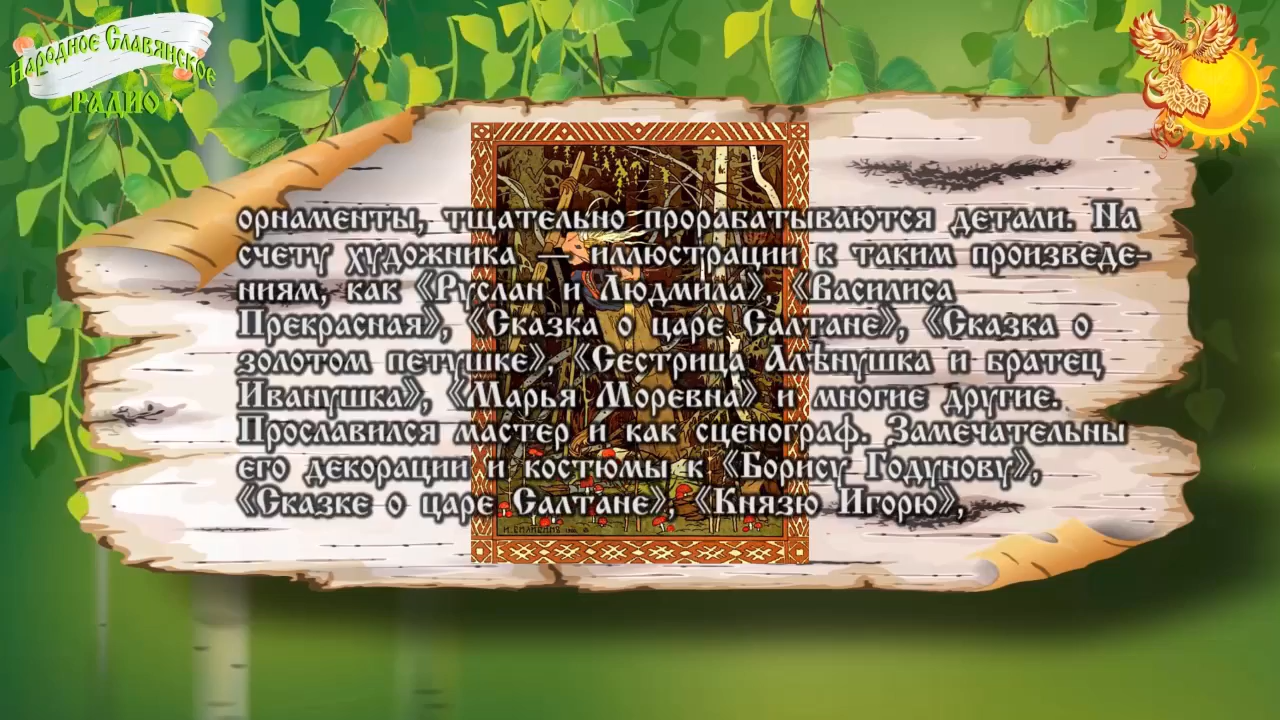 Народное Славянское
Радио
орнаменты, тщательно прорабатываются детали. На
счету художника — иллюстрации к таким произведе-
ниям, как «Руслан и Людмила», «Василиса
Прекрасная», «Сказка о царе Салтане», «Сказка о
золотом петушке», «Сестрица Алѣнушка и братец
Иванушка», «Марья Моревна» и многие другие.
Прославился мастер и как сценограф. Замечательны
его декорации и костюмы к «Борису Годунову»,
«Сказке о царе Салтане», «Князю Игорю»,